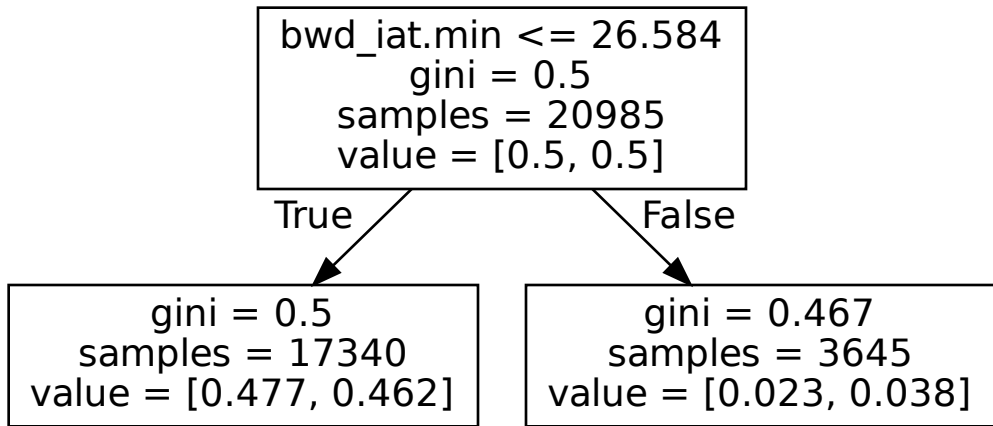 bwd_iat.min <= 26.584
gini = 0.5
samples = 20985
value = [0.5, 0.5]
True
False
gini = 0.5
samples = 17340
value = [0.477, 0.462]
gini = 0.467
samples = 3645
value = [0.023, 0.038]